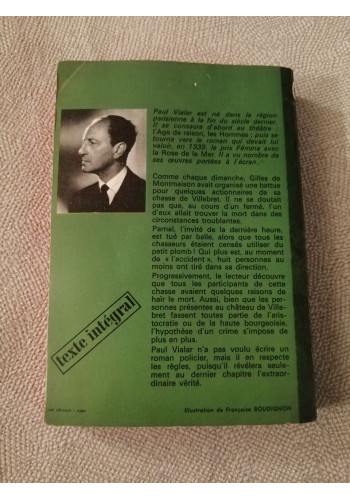 Paul Vialar est né dans la région
parisienne à la fin du siècle dernier.
Il se consacra d'abord au théâtre :
l'Age de raison, les Hommes ; puis se
tourna vers le roman qui devait lui
valoir, en 1939, le prix Fémina avec
la Rose de la Mer. Il a vu nombre de
ses œuvres portées à l'écran.
Comme chaque dimanche, Gilles de
Montmaison avait organisé une battue
pour quelques actionnaires de sa
chasse de Villebret. Il ne se doutait
pas que, au cours d'un fermé, l'un
d'eux allait trouver la mort dans des
circonstances troublantes.
Parnal, l'invité de la dernière heure,
est tué par balle, alors que tous les
chasseurs étaient censés utiliser du
petit plomb ! Qui plus est, au moment
de « l'accident », huit personnes au
moins ont tiré dans sa direction.
Progressivement, le lecteur découvre
que tous les participants de cette
chasse avaient quelques raisons de
haïr le mort. Aussi, bien que les per-
sonnes présentes au château de Ville-
bret fassent toutes partie de l'aris-
tocratie ou de la haute bourgeoisie,
l'hypothèse d'un crime s'impose de
plus en plus.
Paul Vialar n'a pas voulu écrire un
roman policier, mais il en respecte
les règles, puisqu'il révélera seule-
ment au dernier chapitre l'extraor-
dinaire vérité.
texte intégral
Illustration de Françoise BOUDIGNON